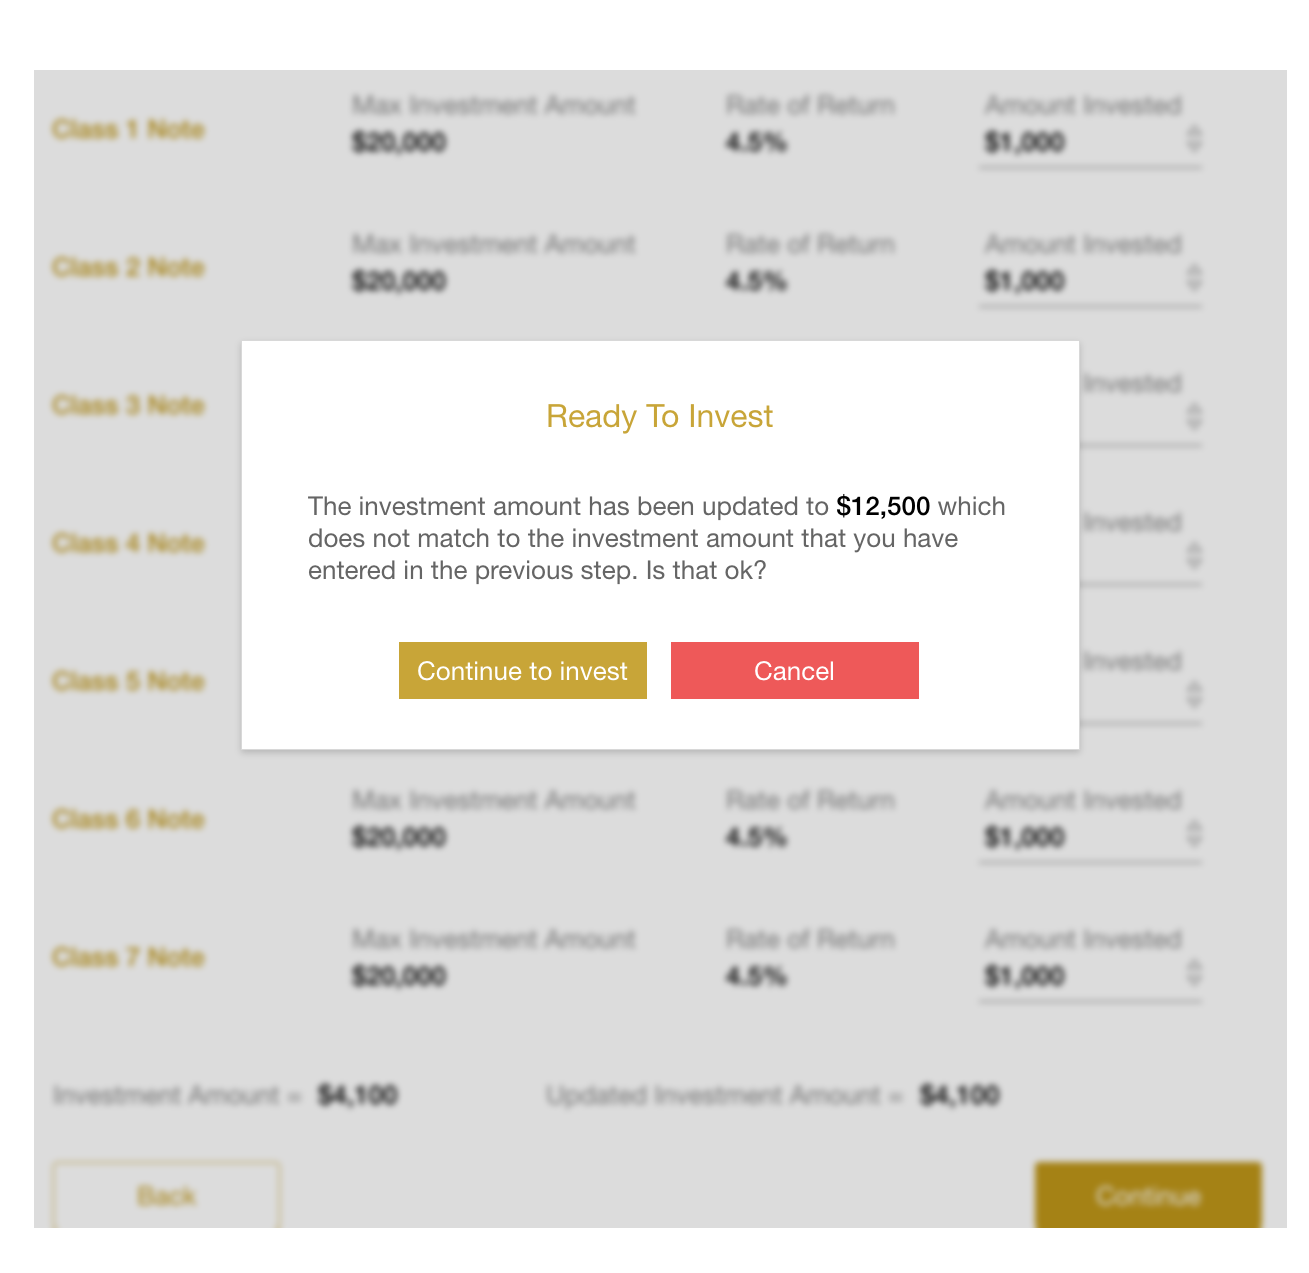 Max Investment Amount Rate of Return Amount Invested
Class 1 Note $20,000 4.5% $1,000
Max Investment Amount Rate of Return Amount Invested
Class 2 Note $20,000 4.5% $1,000
Invested
Class 3 Note
Ready To Invest
The investment amount has been updated to $12,500 which
does not match to the investment amount that you have
entered in the previous step. Is that ok?
Invested
Class 4 Note
Continue to invest Cancel
Invested
Class 5 Note
Max Investment Amount Rate of Return Amount Invested
Class 6 Note $20,000 4.5% $1,000
Max Investment Amount Rate of Return Amount Invested
Class 7 Note $20,000 4.5% $1,000
Investment Amount = $4,100 Updated Investment Amount = $4,100
Back Continue